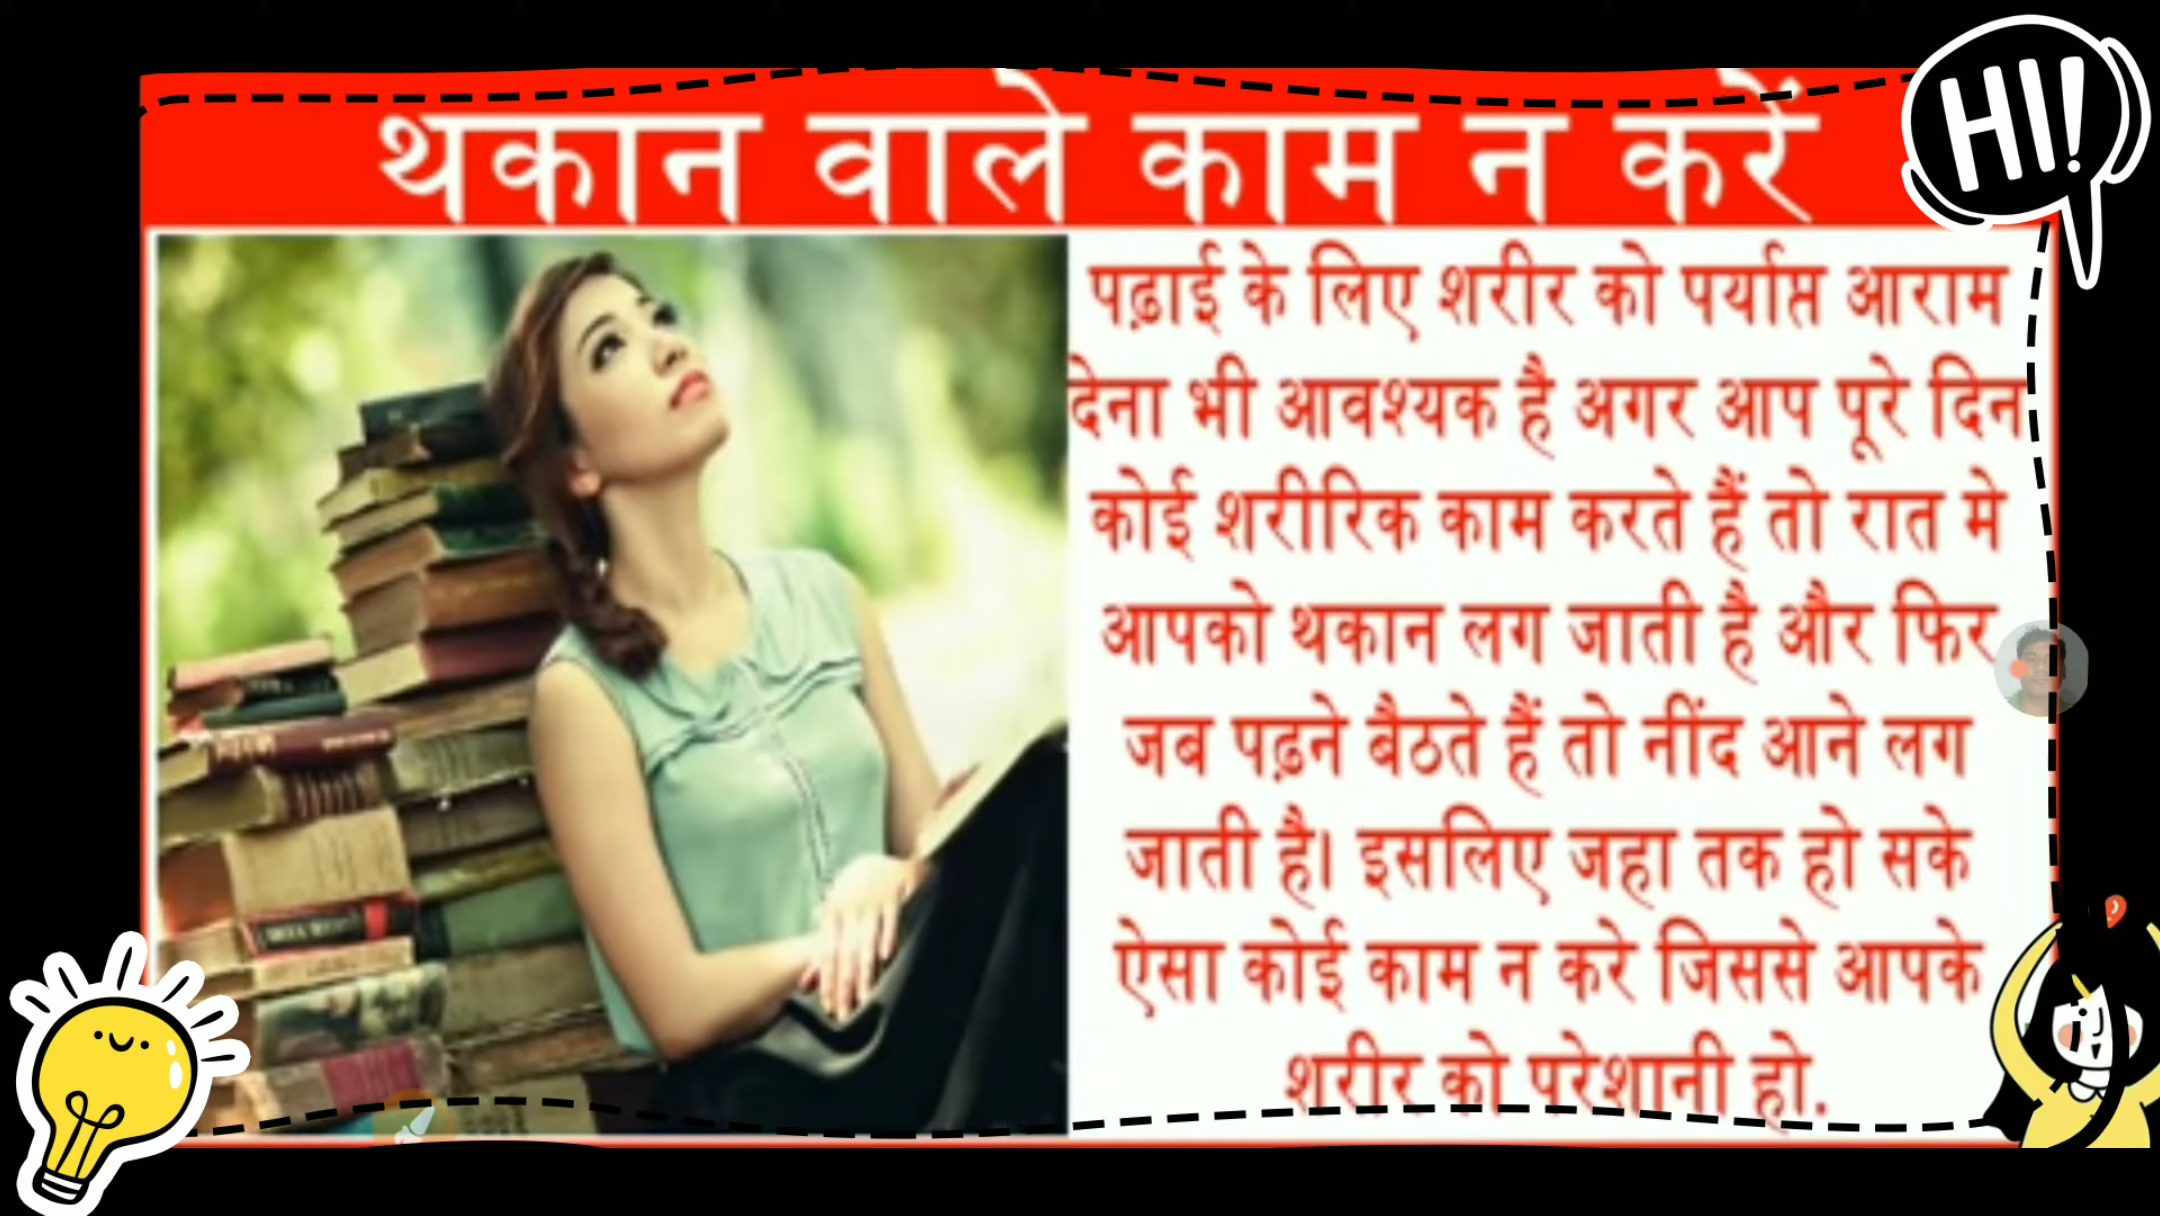 थकान वाले काम न करें
HI!
पढ़ाई के लिए शरीर को पर्याप्त आराम
देना भी आवश्यक है अगर आप पूरे दिन
कोई शरीरिक काम करते हैं तो रात मे
आपको थकान लग जाती है और फिर
जब पढ़ने बैठते हैं तो नींद आने लग
जाती है। इसलिए जहा तक हो सके
ऐसा कोई काम न करे जिससे आपके
शरीर को परेशानी हो.